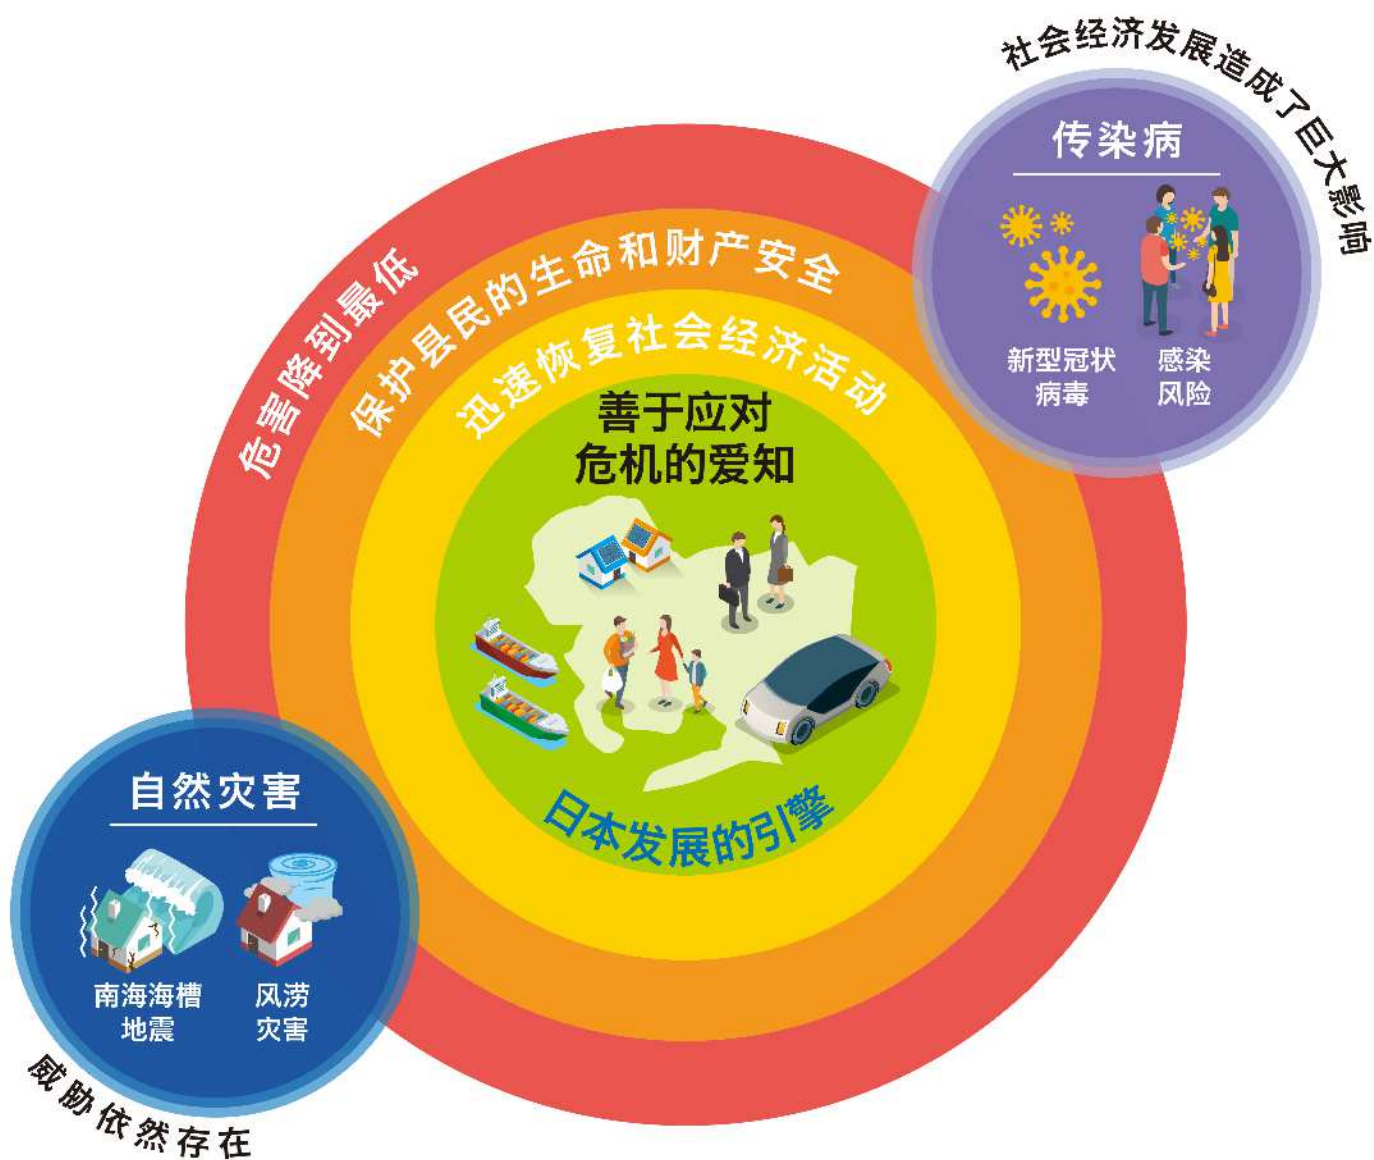 社会经济发展造成了巨大影响
传染病
新型冠状
病毒
感染
风险
危害降到最低
保护县民的生命和财产安全
迅速恢复社会经济活动
善于应对
危机的爱知
日本发展的引擎
自然灾害
南海海槽
地震
风涝
灾害
威胁依然存在